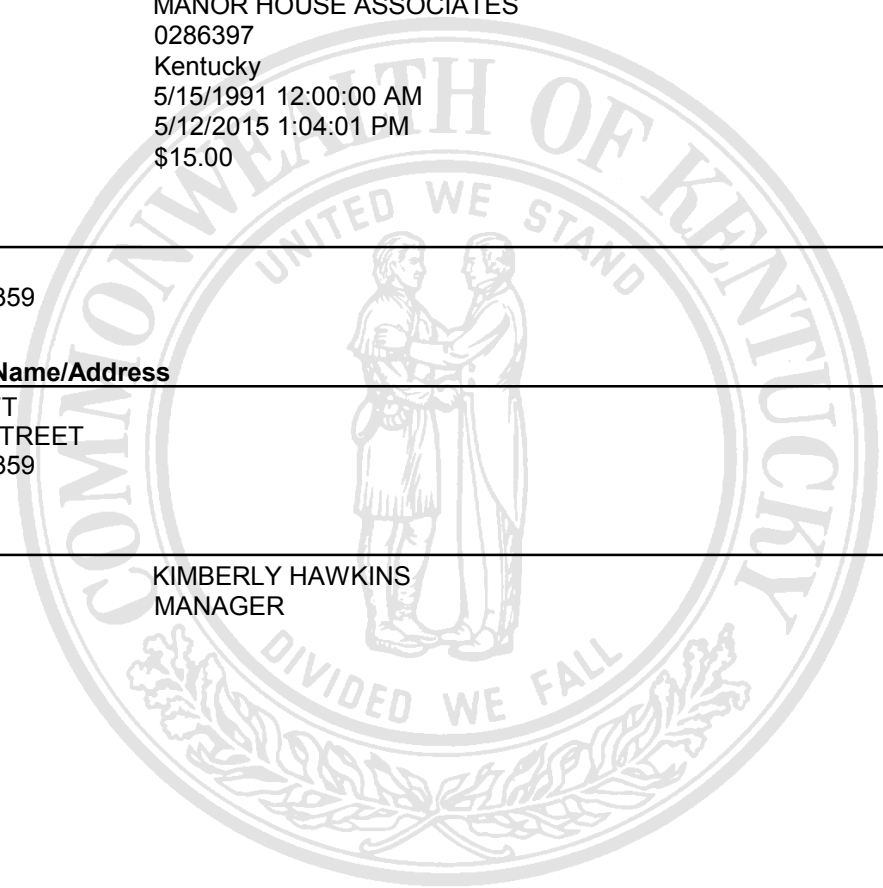 MANOR HOUSE ASSOCIATES
0286397
Kentucky
5/15/1991 12:00:00 AM
5/12/2015 1:04:01 PM
$15.00
359
Name/Address
T
TREET
359
KIMBERLY HAWKINS
MANAGER
COMMONWEALTH OF KENTUCKY
UNITED WE STAND
DIVIDED WE FALL